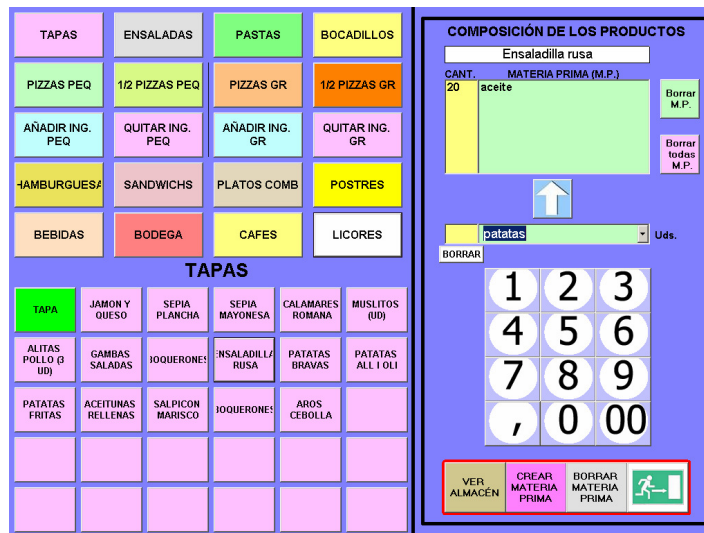 TAPAS
ENSALADAS
PASTAS
BOCADILLOS
PIZZAS PEQ
1/2 PIZZAS PEQ
PIZZAS GR
1/2 PIZZAS GR
AÑADIR ING.
PEQ
QUITAR ING.
PEQ
AÑADIR ING.
GR
QUITAR ING.
GR
HAMBURGUESA
SANDWICHS
PLATOS COMB
POSTRES
BEBIDAS
BODEGA
CAFES
LICORES
TAPAS
TAPA
JAMON Y
QUESO
SEPIA
PLANCHA
SEPIA
MAYONESA
CALAMARES
ROMANA
MUSLITOS
(UD)
ALITAS
POLLO (3
UD)
GAMBAS
SALADAS
BOQUERONES
ENSALADILLA
RUSA
PATATAS
BRAVAS
PATATAS
ALL I OLI
PATATAS
FRITAS
ACEITUNAS
RELLENAS
SALPICON
MARISCO
BOQUERONES
AROS
CEBOLLA
COMPOSICIÓN DE LOS PRODUCTOS
Ensaladilla rusa
CANT. MATERIA PRIMA (M.P.)
20 aceite
Borrar
M.P.
Borrar
todas
M.P.
patatas Uds.
BORRAR
1 2 3
4 5 6
7 8 9
, 0 00
VER
ALMACÉN
CREAR
MATERIA
PRIMA
BORRAR
MATERIA
PRIMA